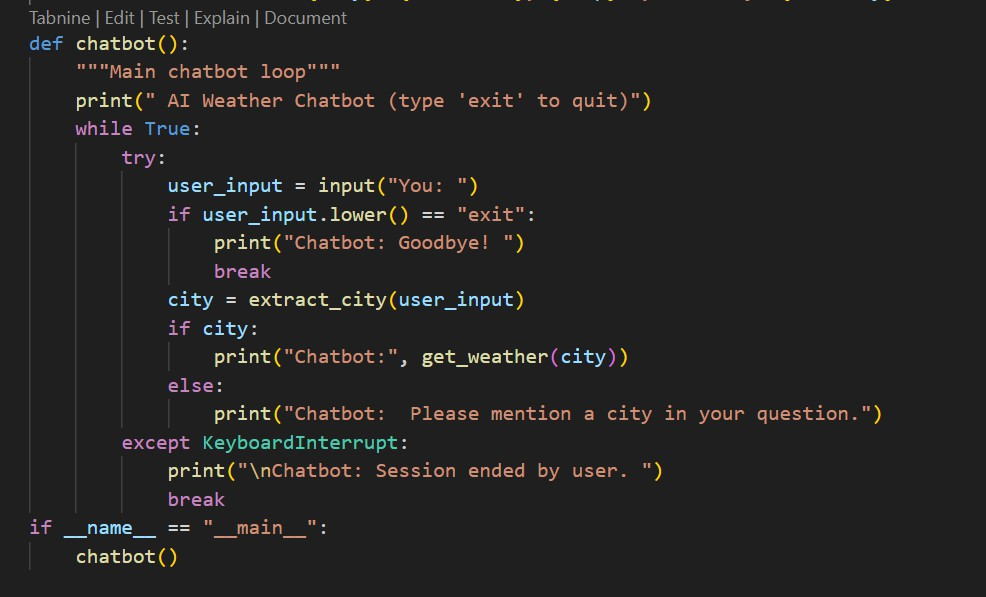 Tabnine | Edit | Test | Explain | Document
def chatbot():
    """Main chatbot loop"""
    print(" AI Weather Chatbot (type 'exit' to quit)")
    while True:
        try:
            user_input = input("You: ")
            if user_input.lower() == "exit":
                print("Chatbot: Goodbye! ")
                break
            city = extract_city(user_input)
            if city:
                print("Chatbot:", get_weather(city))
            else:
                print("Chatbot:  Please mention a city in your question.")
        except KeyboardInterrupt:
            print("\nChatbot: Session ended by user. ")
            break
if __name__ == "__main__":
    chatbot()